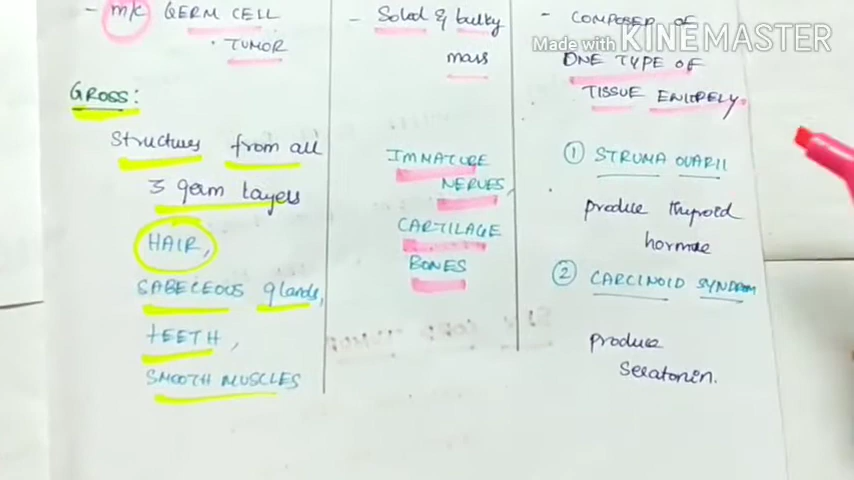 - m/c GERM CELL
· TUMOR
GROSS:
structures from all
3 germ layers
HAIR,
SABECEOUS glands,
tEETH,
SMOOTH MUSCLES
- Solid & bulky
mass
IMMATURE
NERVES,
CARTILAGE
BONES
- COMPOSED OF
ONE TYPE OF
TISSUE ENTIRELY.
① STRUMA OVARII
produce thyroid
hormone
② CARCINOID SYNDROM
produce
Seratonin.
Made with KINEMASTER